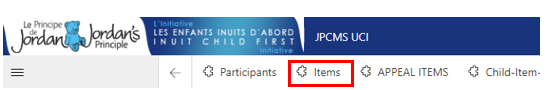 Le Principe de Jordan
Jordan's Principle
L'Initiative
LES ENFANTS INUITS D'ABORD
INUIT CHILD FIRST
Initiative
JPCMS UCI
Participants
Items
APPEAL ITEMS
Child-Item-